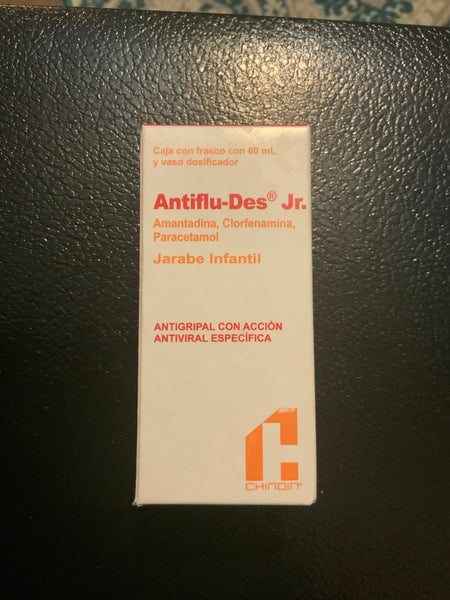 Caja con frasco con 60 mL
y vaso dosificador
Antiflu-Des® Jr.
Amantadina, Clorfenamina,
Paracetamol
Jarabe Infantil
ANTIGRIPAL CON ACCIÓN
ANTIVIRAL ESPECÍFICA
CHINOIN®